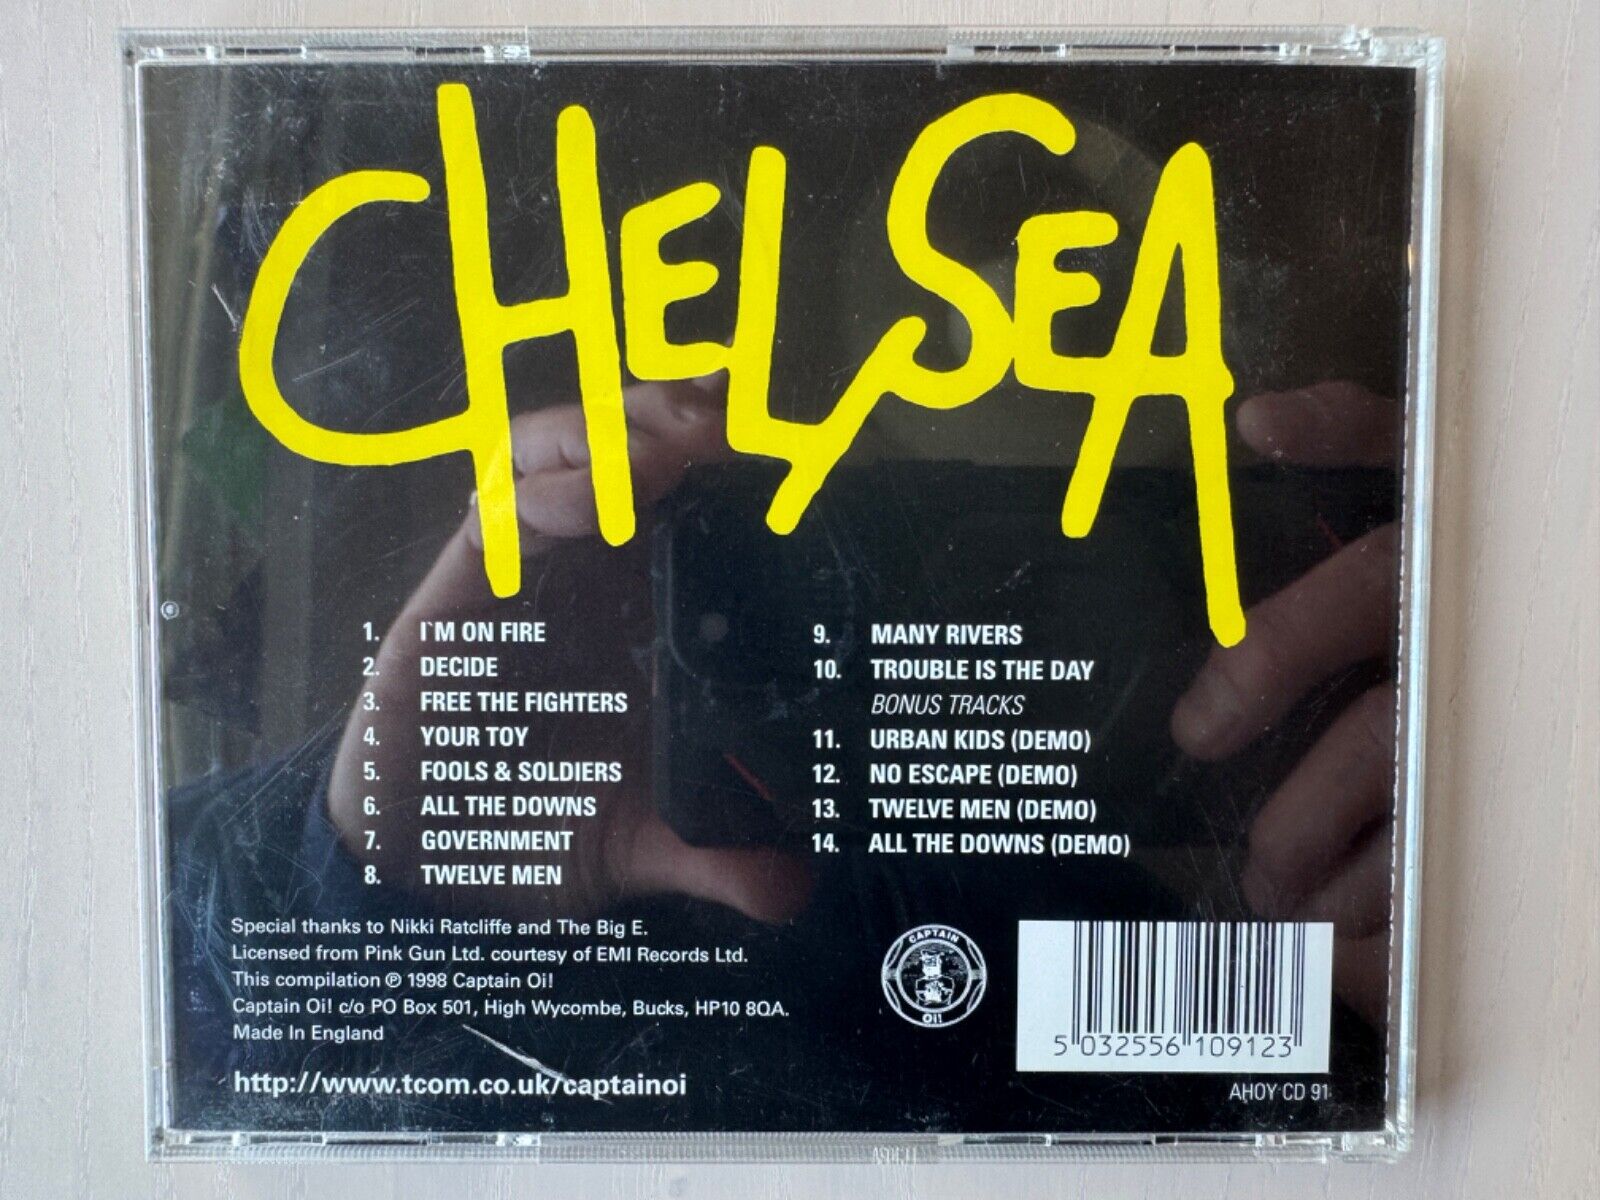 CHELSEA
1. I`M ON FIRE
2. DECIDE
3. FREE THE FIGHTERS
4. YOUR TOY
5. FOOLS & SOLDIERS
6. ALL THE DOWNS
7. GOVERNMENT
8. TWELVE MEN
9. MANY RIVERS
10. TROUBLE IS THE DAY
BONUS TRACKS
11. URBAN KIDS (DEMO)
12. NO ESCAPE (DEMO)
13. TWELVE MEN (DEMO)
14. ALL THE DOWNS (DEMO)
Special thanks to Nikki Ratcliffe and The Big E.
Licensed from Pink Gun Ltd. courtesy of EMI Records Ltd.
This compilation ℗ 1998 Captain Oi!
Captain Oi! c/o PO Box 501, High Wycombe, Bucks, HP10 8QA.
Made In England
http://www.tcom.co.uk/captainoi
CAPTAIN
Oi!
5 032556 109123
AHOY CD 91